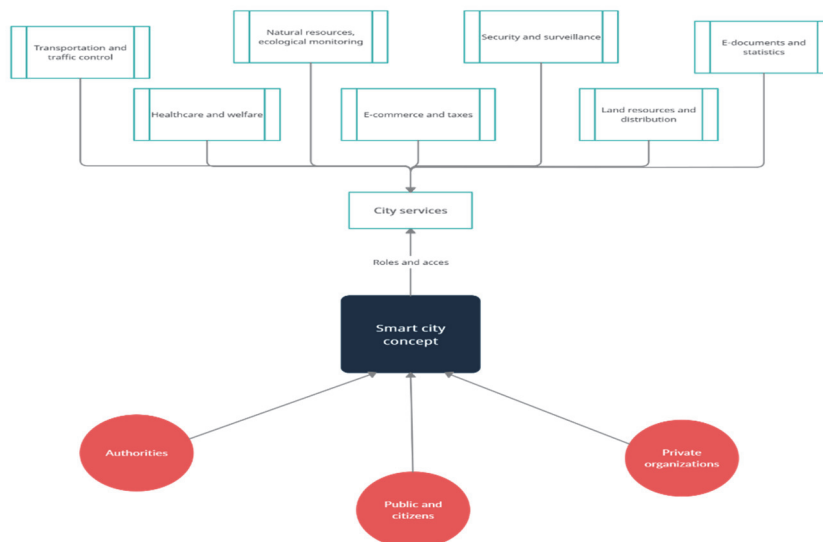 Transportation and
traffic control
Natural resources,
ecological monitoring
Security and surveillance
E-documents and
statistics
Healthcare and welfare
E-commerce and taxes
Land resources and
distribution
City services
Roles and acces
Smart city
concept
Authorities
Public and
citizens
Private
organizations